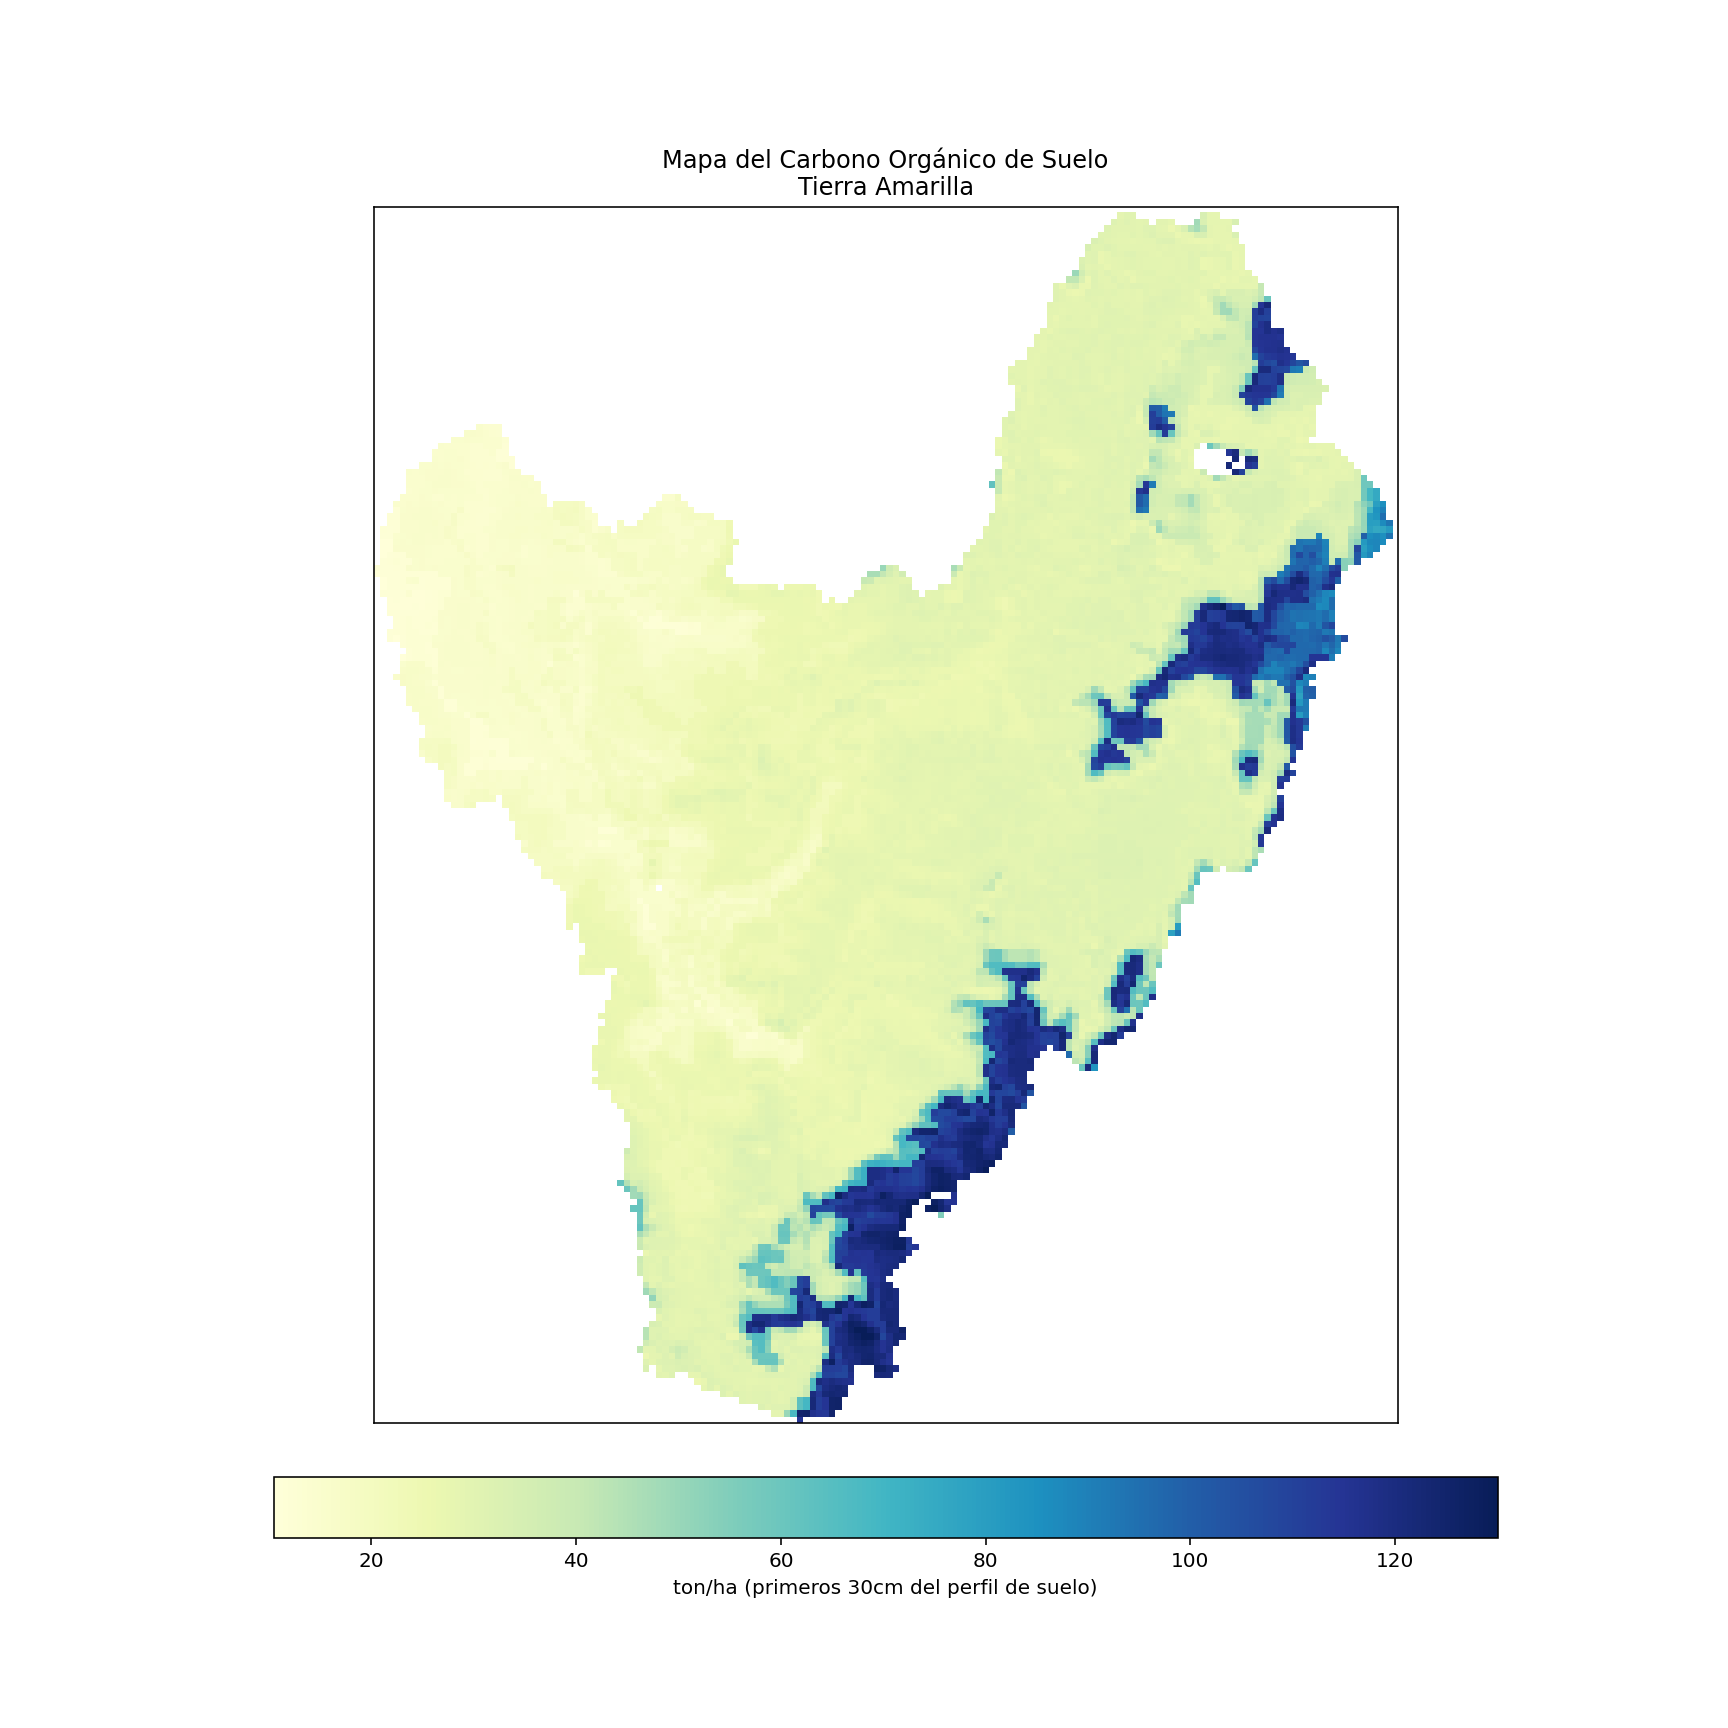 Mapa del Carbono Orgánico de Suelo
Tierra Amarilla
20 40 60 80 100 120
ton/ha (primeros 30cm del perfil de suelo)